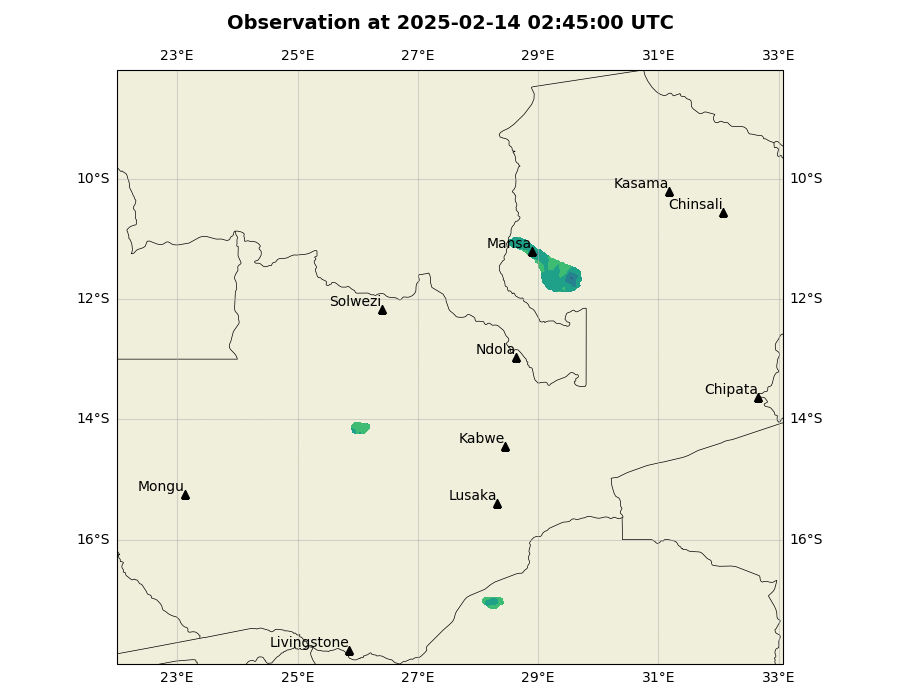 Observation at 2025-02-14 02:45:00 UTC
23°E 25°E 27°E 29°E 31°E 33°E
10°S 10°S
Kasama
Chinsali
Mansa
12°S 12°S
Solwezi
Ndola
Chipata
14°S 14°S
Kabwe
Mongu
Lusaka
16°S 16°S
Livingstone
23°E 25°E 27°E 29°E 31°E 33°E